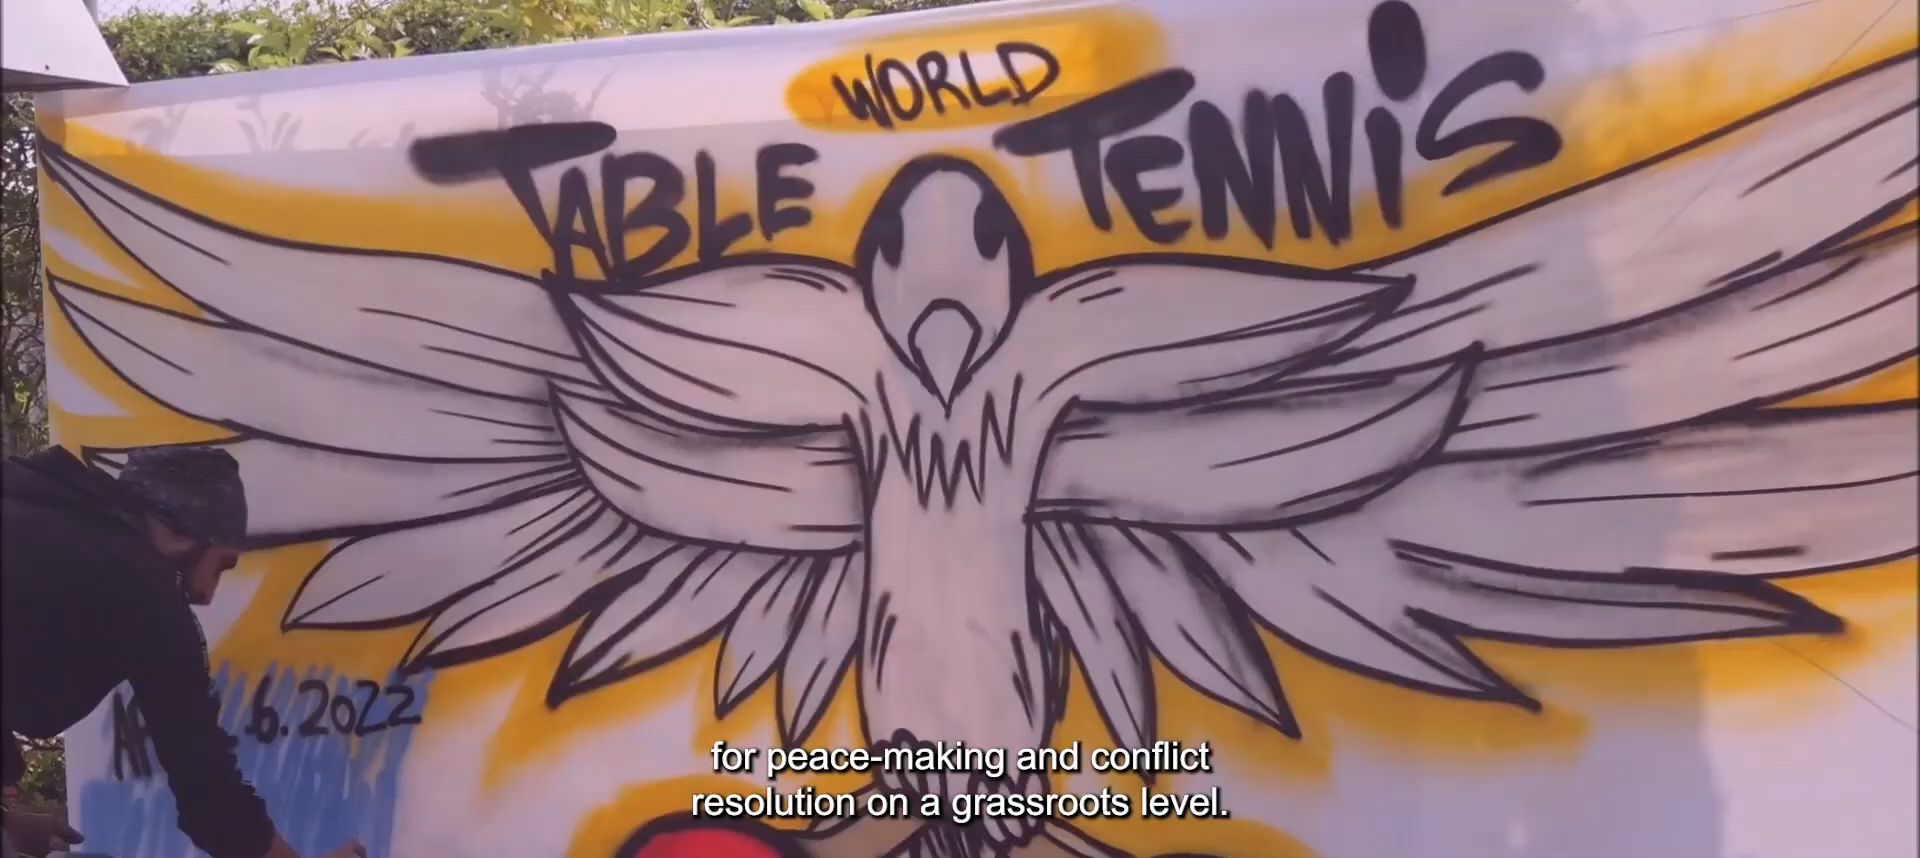 WORLD
TABLE TENNiS
.6.2022
for peace-making and conflict
resolution on a grassroots level.